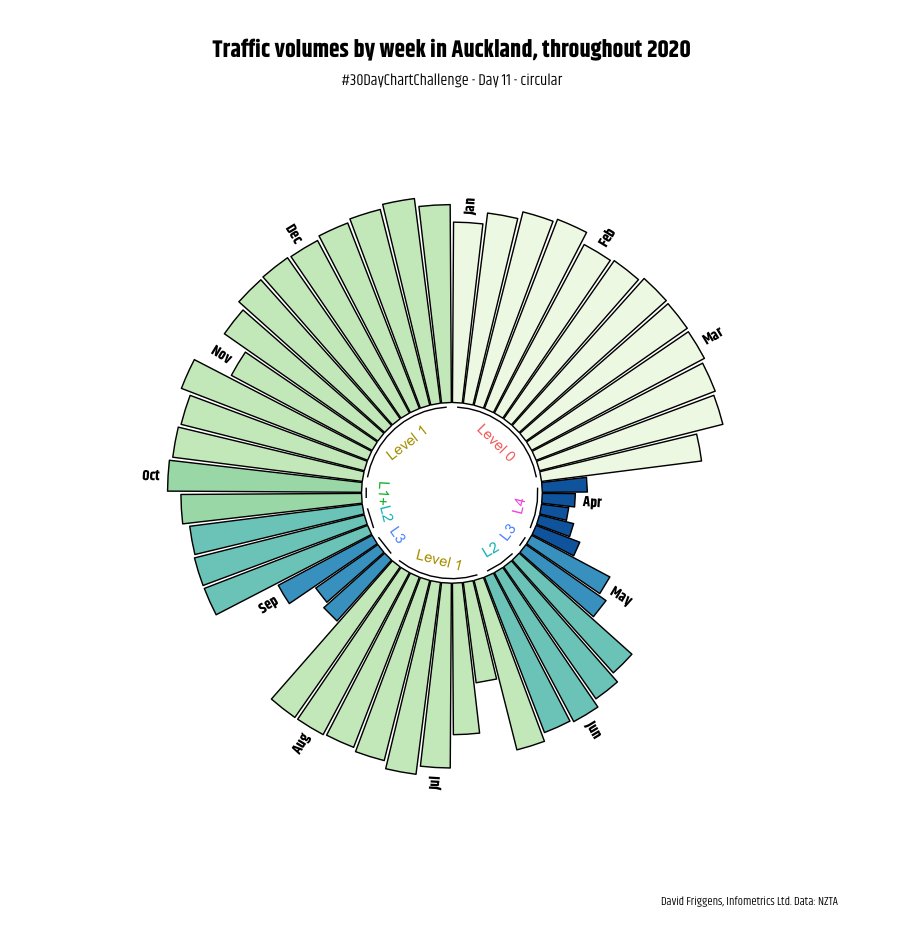 Traffic volumes by week in Auckland, throughout 2020
#30DayChartChallenge - Day 11 - circular
Jan
Feb
Mar
Apr
May
Jun
Jul
Aug
Sep
Oct
Nov
Dec
Level 0
L4
L3
L2
Level 1
L3
L1+L2
Level 1
David Friggens, Infometrics Ltd. Data: NZTA